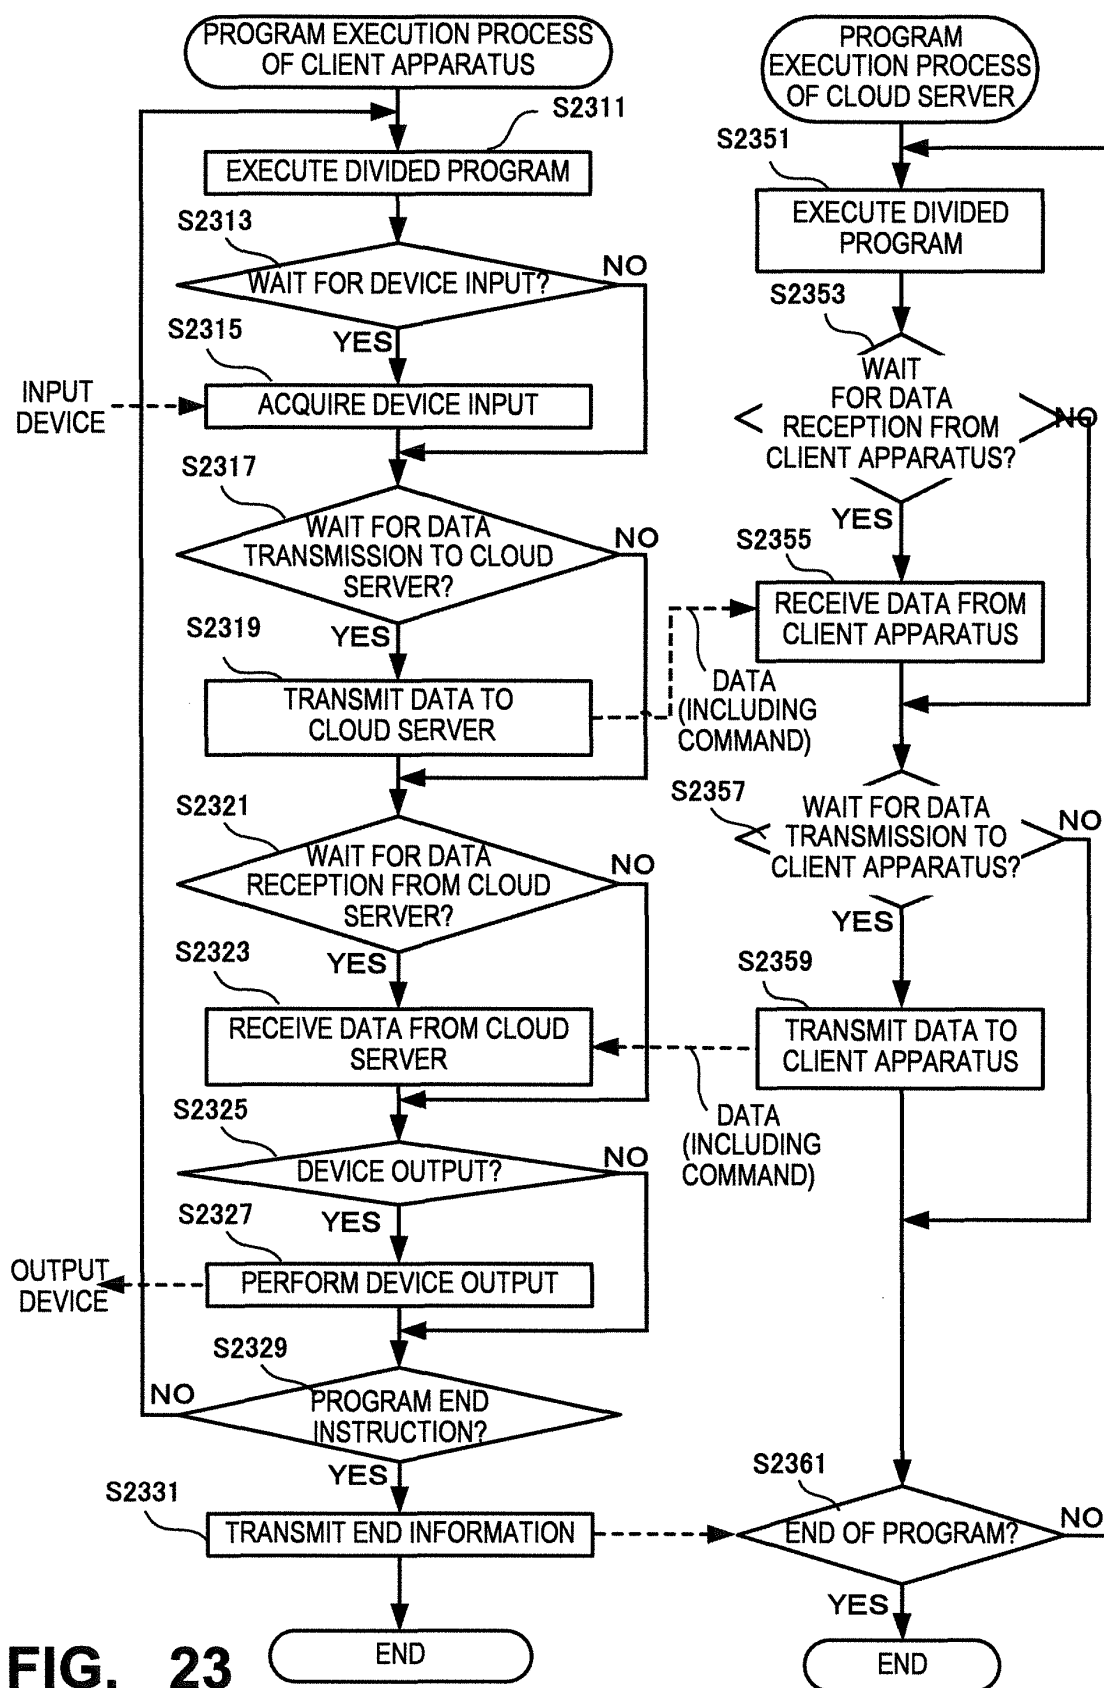 PROGRAM EXECUTION PROCESS
OF CLIENT APPARATUS
S2311
EXECUTE DIVIDED PROGRAM
S2313
WAIT FOR DEVICE INPUT?
NO
YES
S2315
INPUT
DEVICE
ACQUIRE DEVICE INPUT
S2317
WAIT FOR DATA
TRANSMISSION TO CLOUD
SERVER?
NO
YES
S2319
TRANSMIT DATA TO
CLOUD SERVER
DATA
(INCLUDING
COMMAND)
S2321
WAIT FOR DATA
RECEPTION FROM CLOUD
SERVER?
NO
YES
S2323
RECEIVE DATA FROM CLOUD
SERVER
S2325
DEVICE OUTPUT?
NO
YES
S2327
OUTPUT
DEVICE
PERFORM DEVICE OUTPUT
S2329
PROGRAM END
INSTRUCTION?
NO
YES
S2331
TRANSMIT END INFORMATION
END
PROGRAM
EXECUTION PROCESS
OF CLOUD SERVER
S2351
EXECUTE DIVIDED
PROGRAM
S2353
WAIT
FOR DATA
RECEPTION FROM
CLIENT APPARATUS?
NO
YES
S2355
RECEIVE DATA FROM
CLIENT APPARATUS
S2357
WAIT FOR DATA
TRANSMISSION TO
CLIENT APPARATUS?
NO
YES
S2359
TRANSMIT DATA TO
CLIENT APPARATUS
DATA
(INCLUDING
COMMAND)
S2361
END OF PROGRAM?
NO
YES
END
FIG. 23